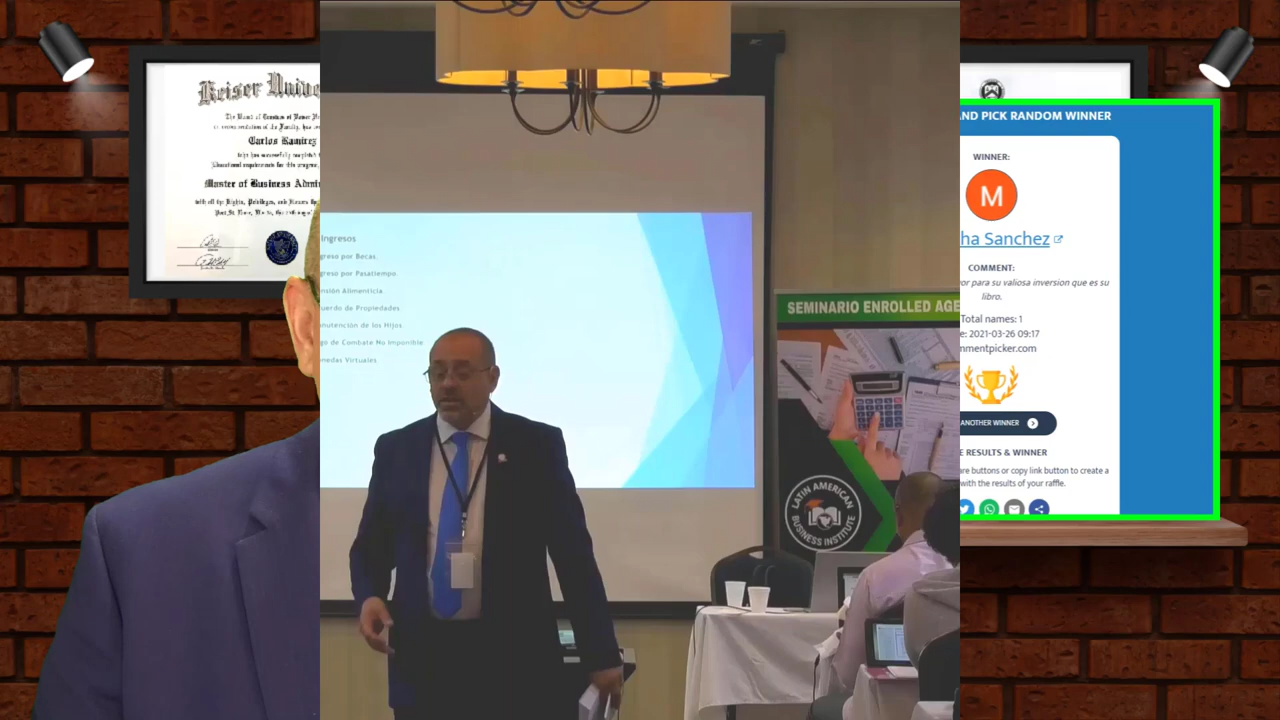 Keiser Unive
Carlos Ramirez
Master of Business Admin
Ingresos
greso por Becas.
greso por Pasatiempo.
nsión Alimenticia.
uerdo de Propiedades.
nutención de los Hijos.
go de Combate No Imponible
nedas Virtuales
SEMINARIO ENROLLED AGE
LATIN AMERICAN
BUSINESS INSTITUTE
AND PICK RANDOM WINNER
WINNER:
M
ha Sanchez
COMMENT:
or para su valiosa inversion que es su
libro.
Total names: 1
e: 2021-03-26 09:17
nmentpicker.com
ANOTHER WINNER
E RESULTS & WINNER
are buttons or copy link button to create a
with the results of your raffle.